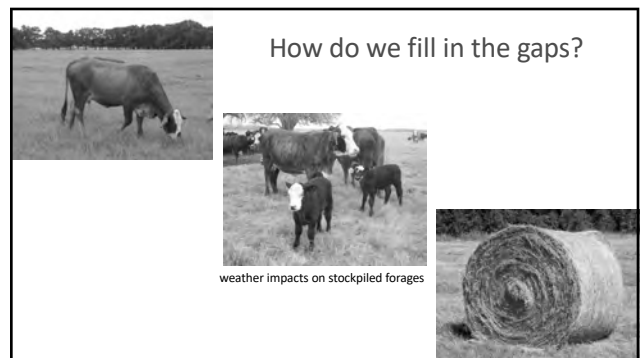 How do we fill in the gaps?
weather impacts on stockpiled forages